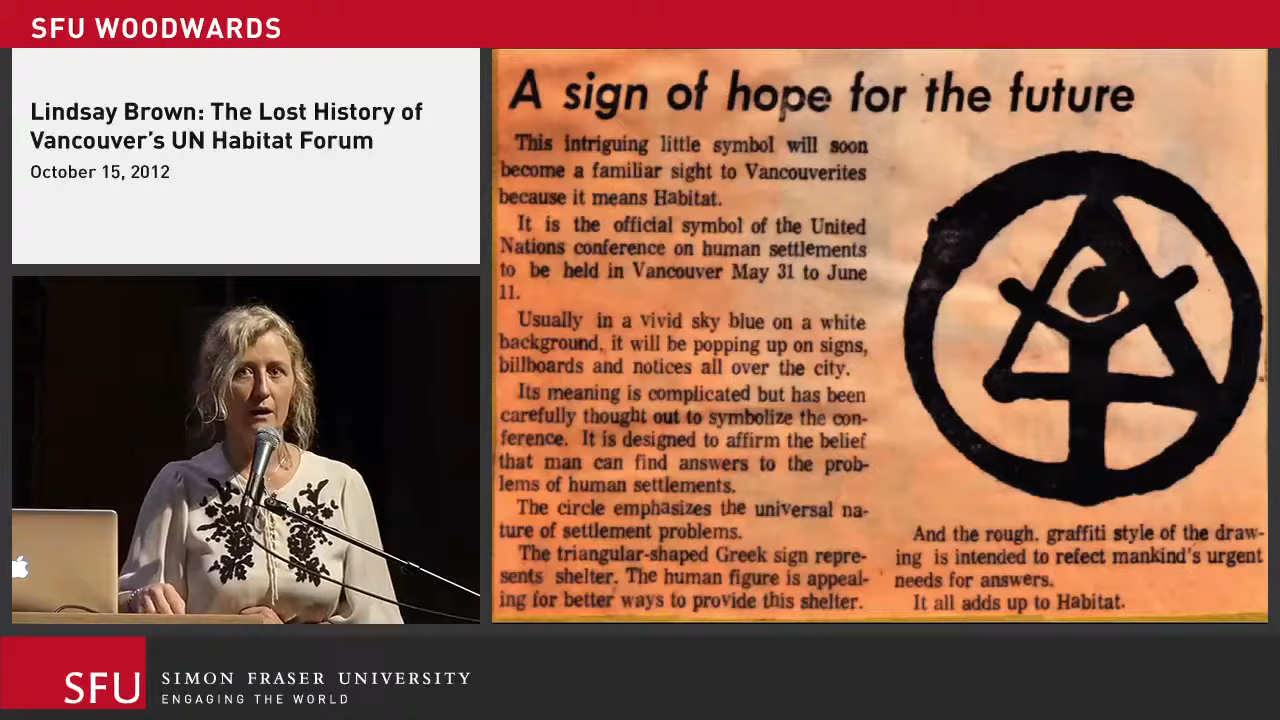 SFU WOODWARDS
Lindsay Brown: The Lost History of
Vancouver's UN Habitat Forum
October 15, 2012
A sign of hope for the future
This intriguing little symbol will soon
become a familiar sight to Vancouverites
because it means Habitat.
It is the official symbol of the United
Nations conference on human settlements
to be held in Vancouver May 31 to June
11.
Usually in a vivid sky blue on a white
background, it will be popping up on signs,
billboards and notices all over the city.
Its meaning is complicated but has been
carefully thought out to symbolize the con-
ference. It is designed to affirm the belief
that man can find answers to the prob-
lems of human settlements.
The circle emphasizes the universal na-
ture of settlement problems.
The triangular-shaped Greek sign repre-
sents shelter. The human figure is appeal-
ing for better ways to provide this shelter.
And the rough, graffiti style of the draw-
ing is intended to refect mankind's urgent
needs for answers.
It all adds up to Habitat.
SFU
SIMON FRASER UNIVERSITY
ENGAGING THE WORLD